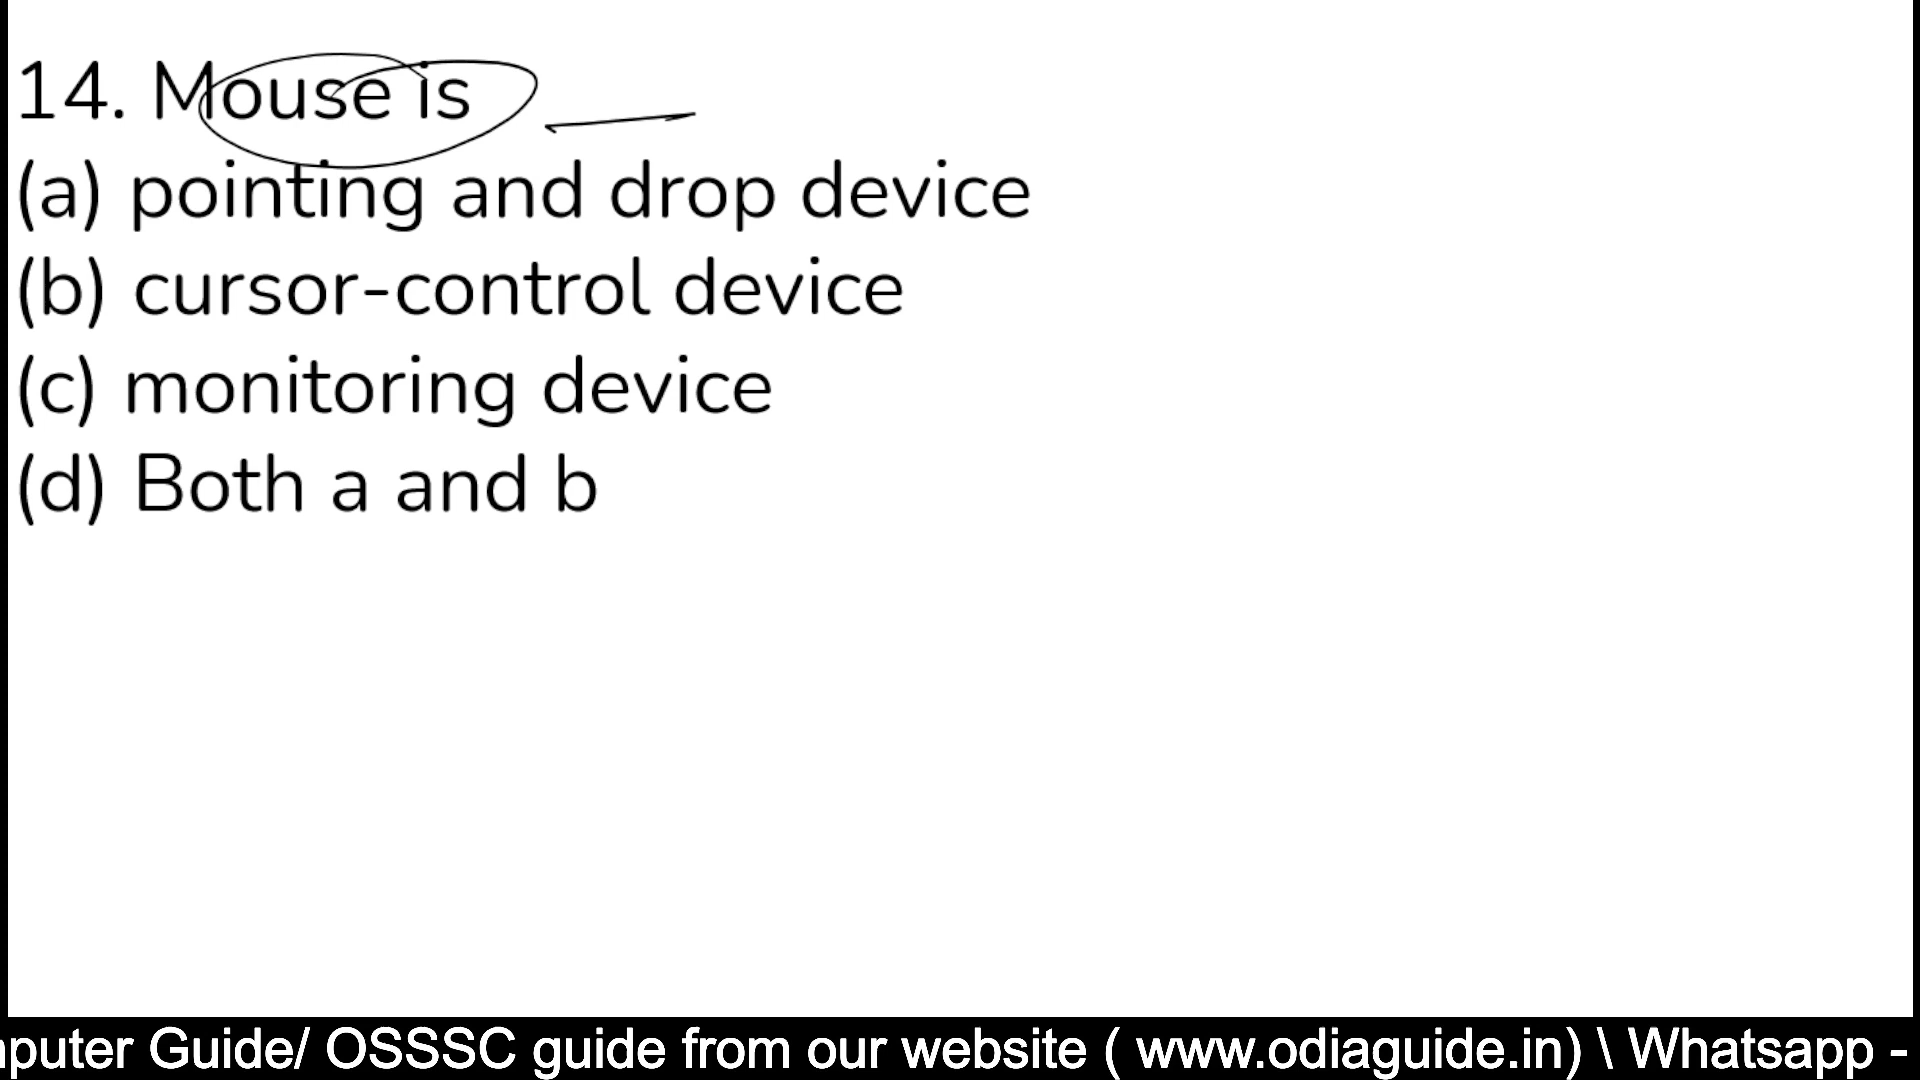 14. Mouse is
(a) pointing and drop device
(b) cursor-control device
(c) monitoring device
(d) Both a and b
Guide/ OSSSC guide from our website ( www.odiaguide.in) \ Whatsapp -